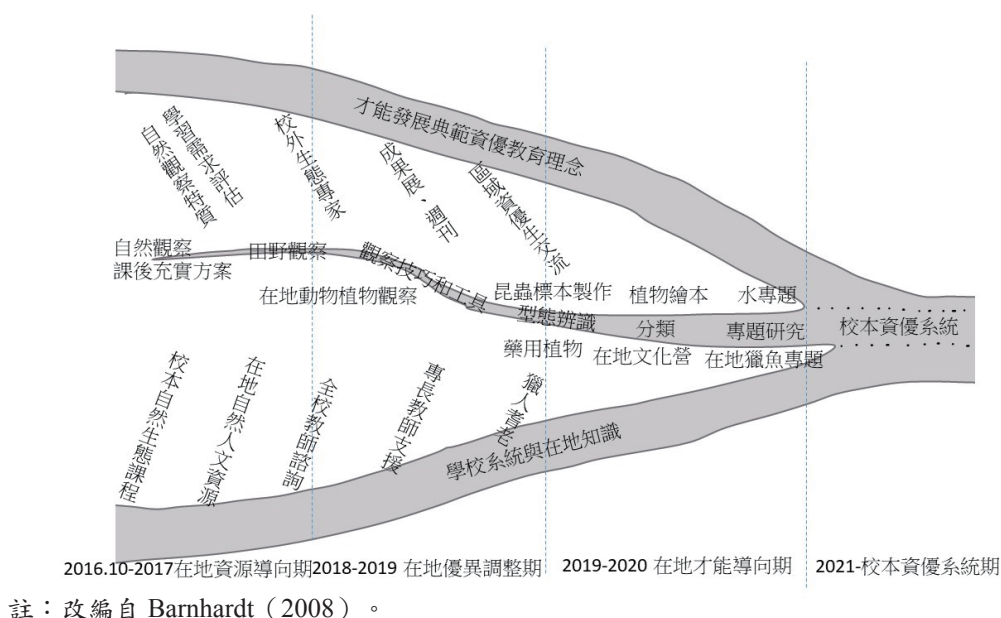 才能發展典範資優教育理念
學習需求評估
自然觀察特質
校外生態專家
成果展、週刊
區域資優生交流
自然觀察
課後充實方案
田野觀察
觀察技巧和工具
在地動物植物觀察
昆蟲標本製作
植物繪本
水專題
型態辨識
分類
專題研究
校本資優系統
藥用植物
在地文化營
在地獵魚專題
校本自然生態課程
在地自然人文資源
全校教師諮詢
專長教師支援
獵人耆老
學校系統與在地知識
2016.10-2017在地資源導向期
2018-2019 在地優異調整期
2019-2020 在地才能導向期
2021-校本資優系統期
註：改編自 Barnhardt（2008）。